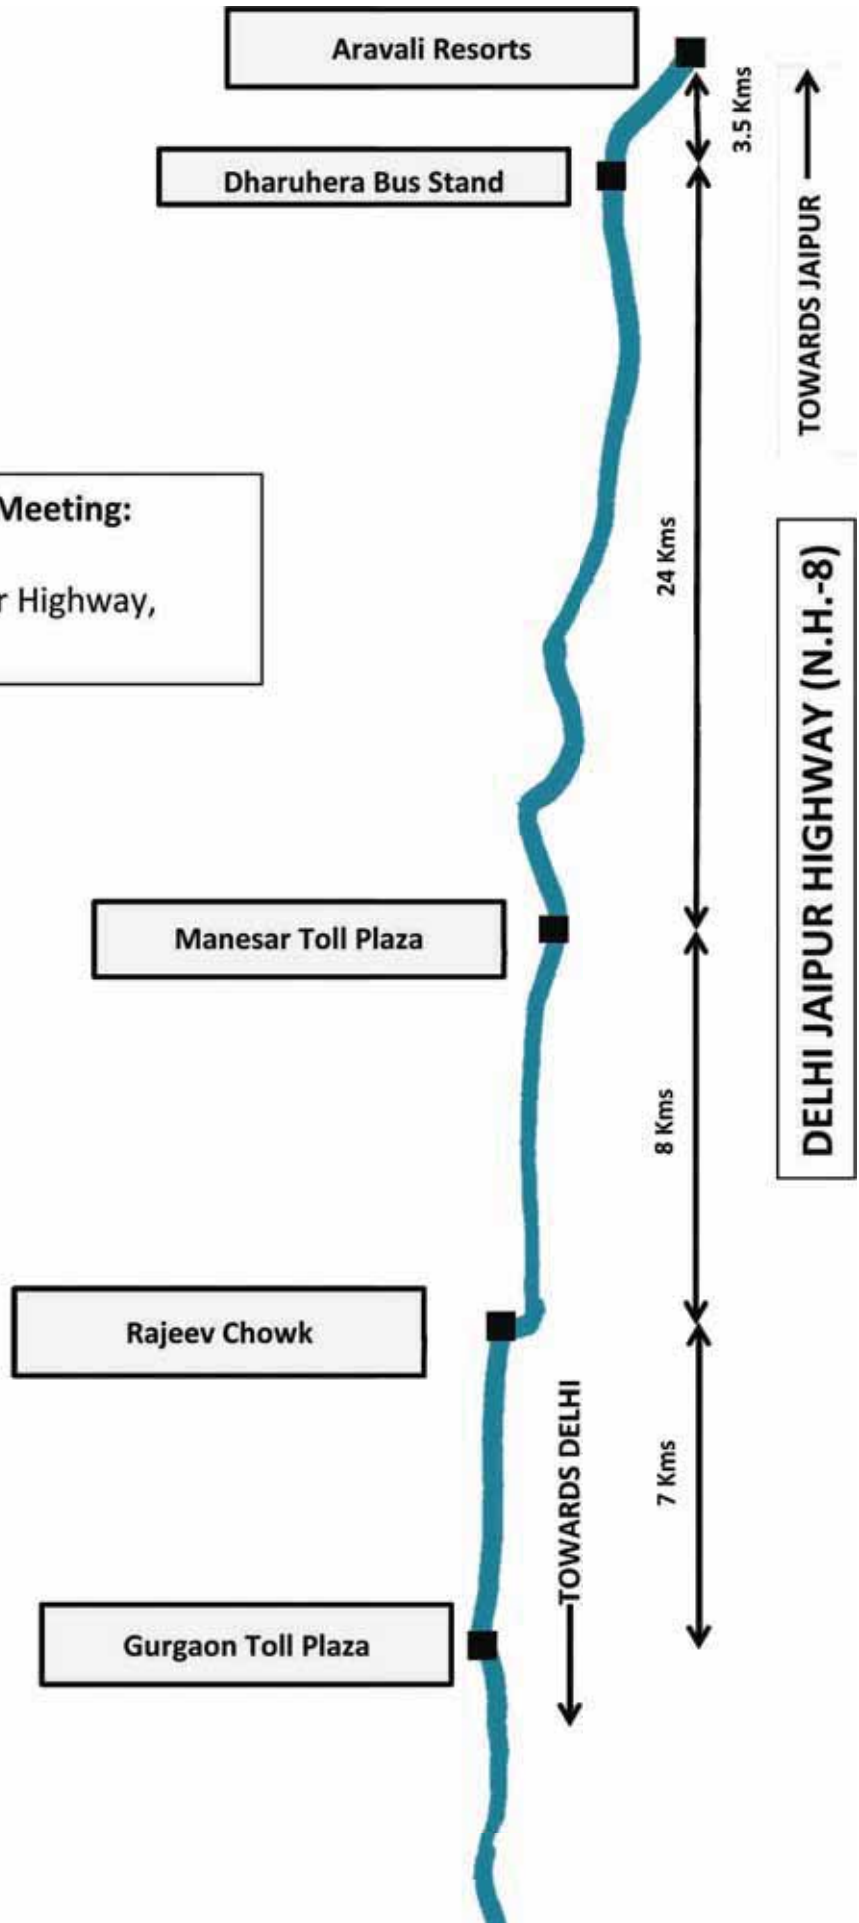 Aravali Resorts
3.5 Kms
Dharuhera Bus Stand
TOWARDS JAIPUR
Meeting:
Highway,
24 Kms
DELHI JAIPUR HIGHWAY (N.H.-8)
Manesar Toll Plaza
8 Kms
Rajeev Chowk
TOWARDS DELHI
7 Kms
Gurgaon Toll Plaza